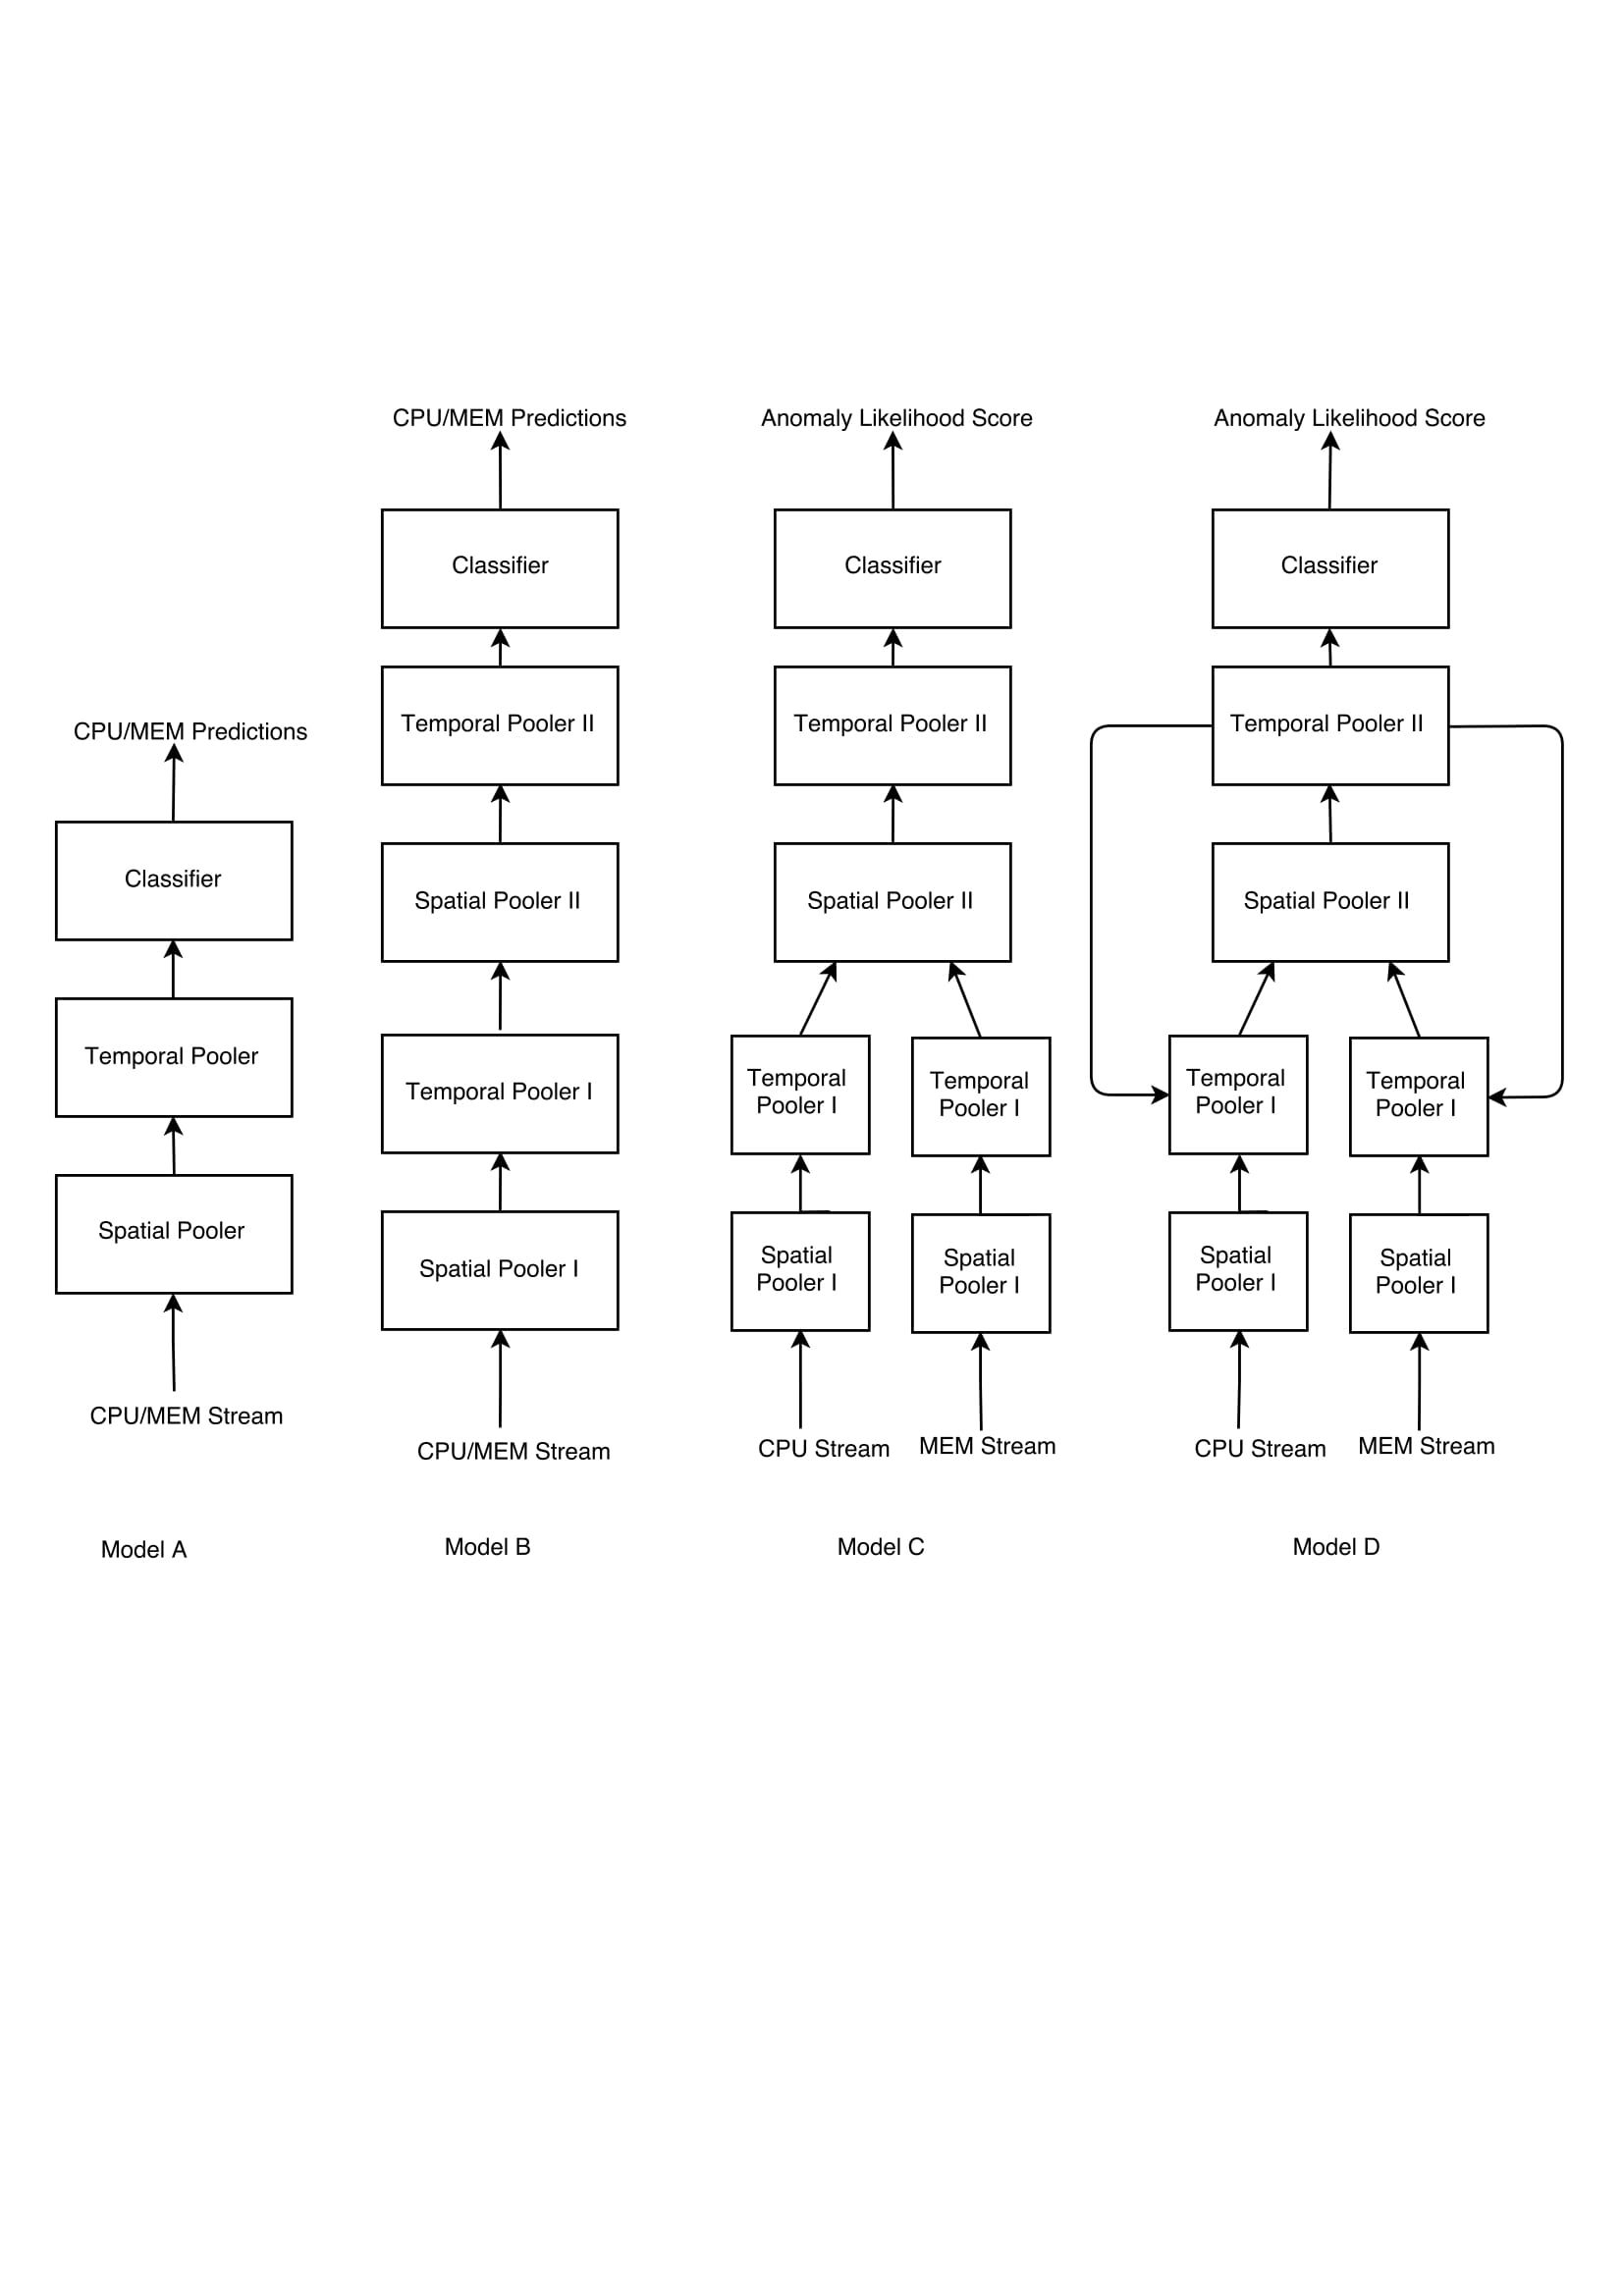 CPU/MEM Predictions
Classifier
Temporal Pooler
Spatial Pooler
CPU/MEM Stream
Model A
CPU/MEM Predictions
Classifier
Temporal Pooler II
Spatial Pooler II
Temporal Pooler I
Spatial Pooler I
CPU/MEM Stream
Model B
Anomaly Likelihood Score
Classifier
Temporal Pooler II
Spatial Pooler II
Temporal
Pooler I
Temporal
Pooler I
Spatial
Pooler I
Spatial
Pooler I
CPU Stream
MEM Stream
Model C
Anomaly Likelihood Score
Classifier
Temporal Pooler II
Spatial Pooler II
Temporal
Pooler I
Temporal
Pooler I
Spatial
Pooler I
Spatial
Pooler I
CPU Stream
MEM Stream
Model D